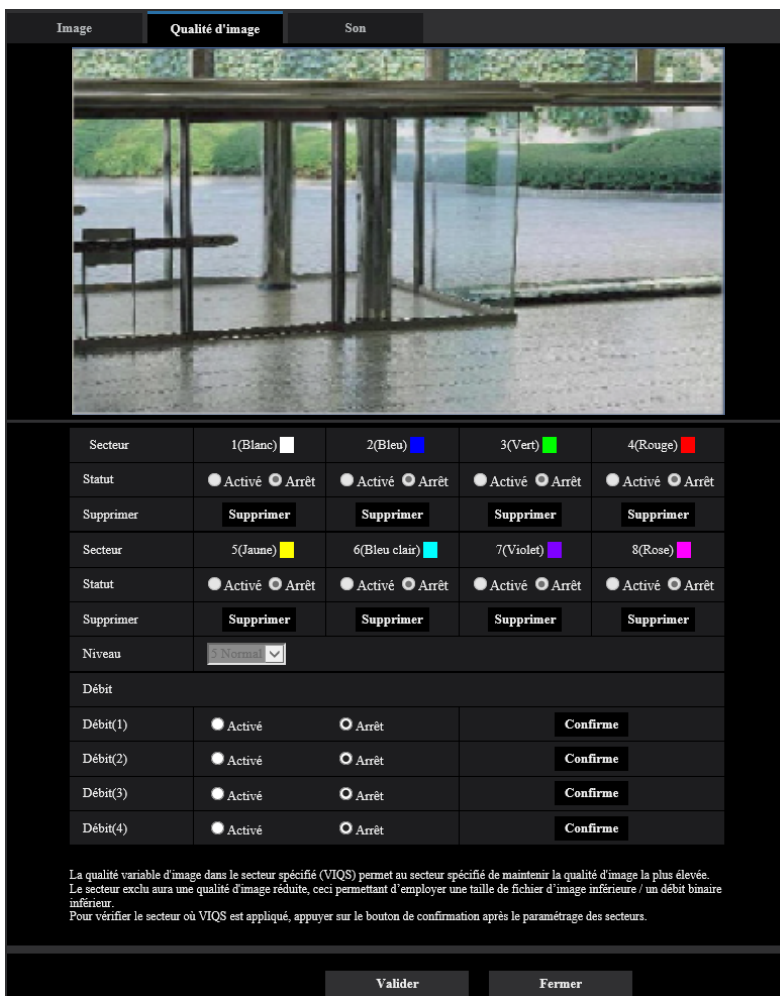 Image Qualité d'image Son
Secteur 1(Blanc) 2(Bleu) 3(Vert) 4(Rouge)
Statut Activé Arrêt Activé Arrêt Activé Arrêt Activé Arrêt
Supprimer Supprimer Supprimer Supprimer Supprimer
Secteur 5(Jaune) 6(Bleu clair) 7(Violet) 8(Rose)
Statut Activé Arrêt Activé Arrêt Activé Arrêt Activé Arrêt
Supprimer Supprimer Supprimer Supprimer Supprimer
Niveau 5 Normal
Débit
Débit(1) Activé Arrêt Confirme
Débit(2) Activé Arrêt Confirme
Débit(3) Activé Arrêt Confirme
Débit(4) Activé Arrêt Confirme
La qualité variable d'image dans le secteur spécifié (VIQS) permet au secteur spécifié de maintenir la qualité d'image la plus élevée.
Le secteur exclu aura une qualité d'image réduite, ceci permettant d’employer une taille de fichier d’image inférieure / un débit binaire
inférieur.
Pour vérifier le secteur où VIQS est appliqué, appuyer sur le bouton de confirmation après le paramétrage des secteurs.
Valider Fermer